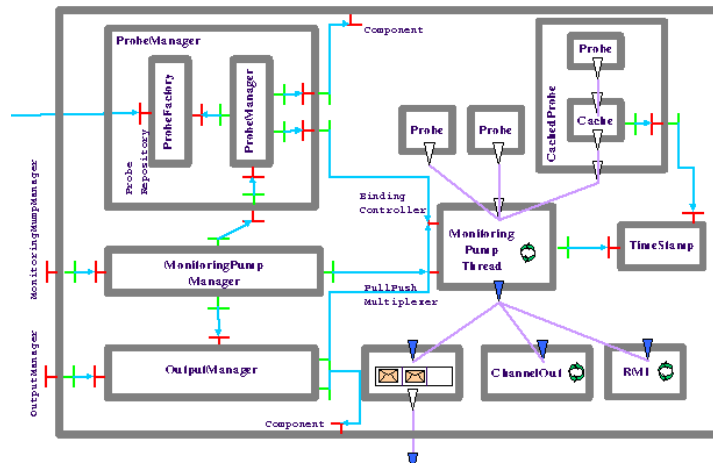 Component
ProbeManager
ProbeFactory
ProbeManager
Probe
Repository
Probe
Cache
CachedProbe
Probe
Probe
Binding
Controller
Monitoring
Pump
Thread
TimeStamp
MonitoringMumpManager
MonitoringPump
Manager
PullPush
Multiplexer
OutputManager
OutputManager
ChannelOut
RMI
Component